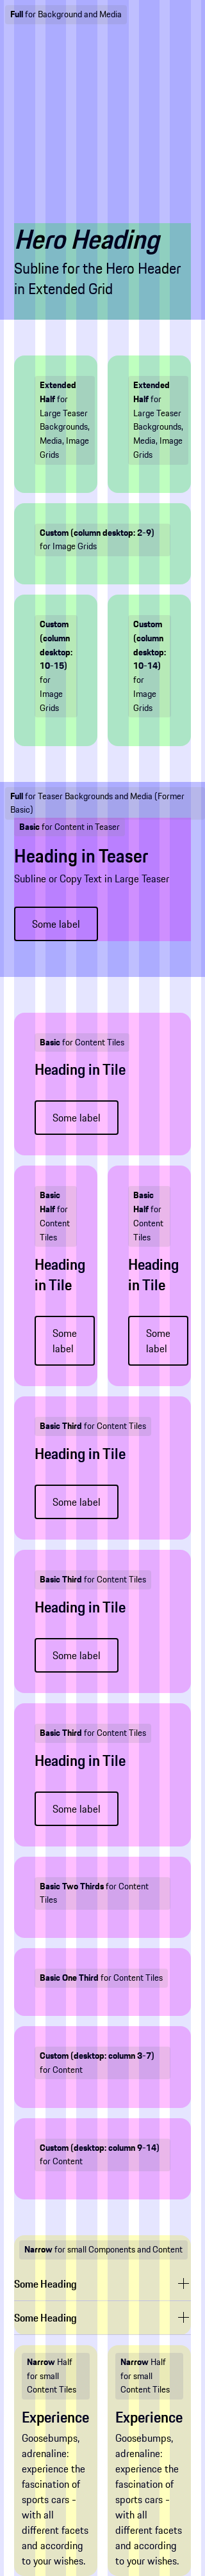 Full for Background and Media
Hero Heading
Subline for the Hero Header
in Extended Grid
Extended
Half for
Large Teaser
Backgrounds,
Media, Image
Grids
Extended
Half for
Large Teaser
Backgrounds,
Media, Image
Grids
Custom (column desktop: 2-9)
for Image Grids
Custom
(column
desktop:
10-15)
for
Image
Grids
Custom
(column
desktop:
10-14)
for
Image
Grids
Full for Teaser Backgrounds and Media (Former
Basic)
Basic for Content in Teaser
Heading in Teaser
Subline or Copy Text in Large Teaser
Some label
Basic for Content Tiles
Heading in Tile
Some label
Basic
Half for
Content
Tiles
Heading
in Tile
Some
label
Basic
Half for
Content
Tiles
Heading
in Tile
Some
label
Basic Third for Content Tiles
Heading in Tile
Some label
Basic Third for Content Tiles
Heading in Tile
Some label
Basic Third for Content Tiles
Heading in Tile
Some label
Basic Two Thirds for Content
Tiles
Basic One Third for Content Tiles
Custom (desktop: column 3-7)
for Content
Custom (desktop: column 9-14)
for Content
Narrow for small Components and Content
Some Heading
Some Heading
Narrow Half
for small
Content Tiles
Experience
Goosebumps,
adrenaline:
experience the
fascination of
sports cars -
with all
different facets
and according
to your wishes.
Narrow Half
for small
Content Tiles
Experience
Goosebumps,
adrenaline:
experience the
fascination of
sports cars -
with all
different facets
and according
to your wishes.